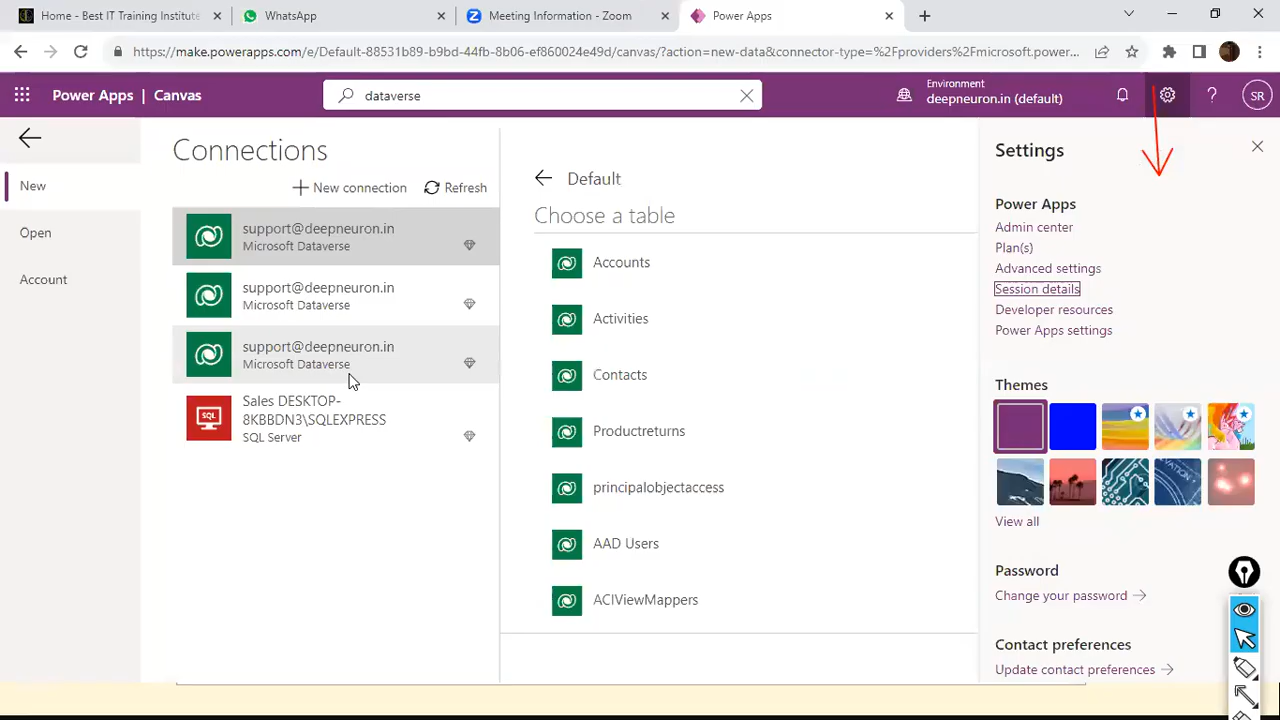 Home - Best IT Training Institute
WhatsApp
Meeting Information - Zoom
Power Apps
https://make.powerapps.com/e/Default-88531b89-b9bd-44fb-8b06-ef860024e49d/canvas/?action=new-data&connector-type=%2Fproviders%2Fmicrosoft.power...
Power Apps | Canvas
dataverse
Environment
deepneuron.in (default)
?
SR
New
Open
Account
Connections
New connection
Refresh
support@deepneuron.in
Microsoft Dataverse
support@deepneuron.in
Microsoft Dataverse
support@deepneuron.in
Microsoft Dataverse
SQL
Sales DESKTOP-
8KBBDN3\SQLEXPRESS
SQL Server
Default
Choose a table
Accounts
Activities
Contacts
Productreturns
principalobjectaccess
AAD Users
ACIViewMappers
Settings
Power Apps
Admin center
Plan(s)
Advanced settings
Session details
Developer resources
Power Apps settings
Themes
View all
Password
Change your password
Contact preferences
Update contact preferences